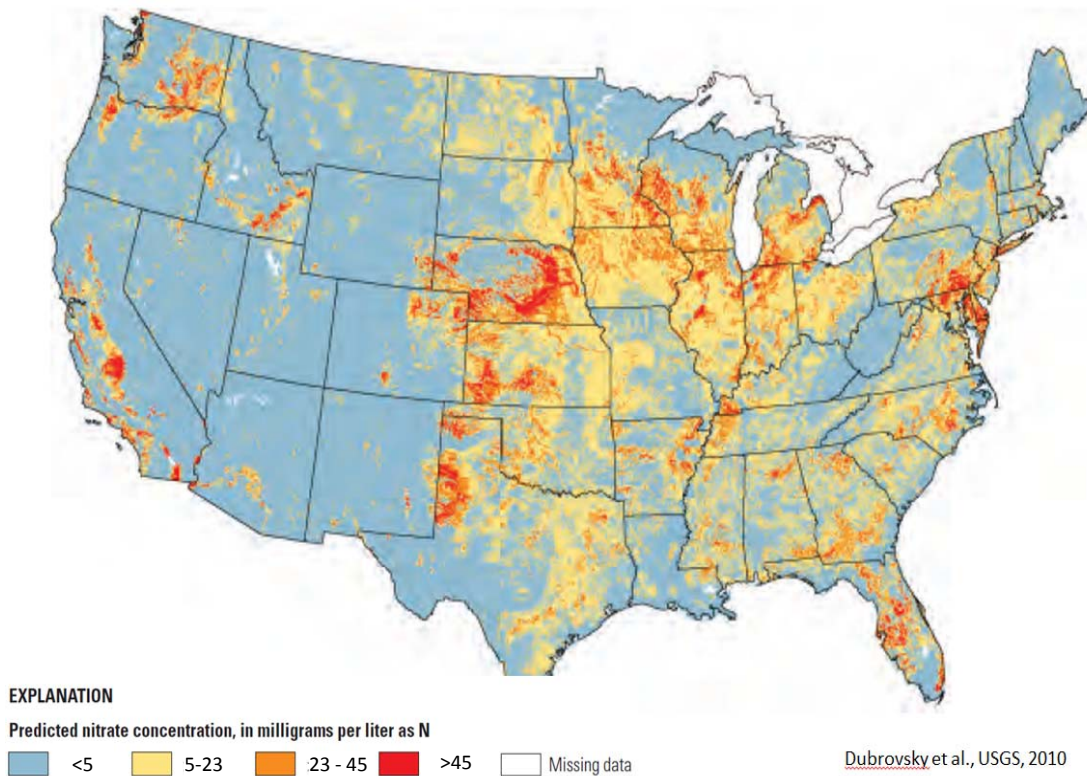 EXPLANATION
Predicted nitrate concentration, in milligrams per liter as N
<5 5-23 23 - 45 >45 Missing data
Dubrovsky et al., USGS, 2010